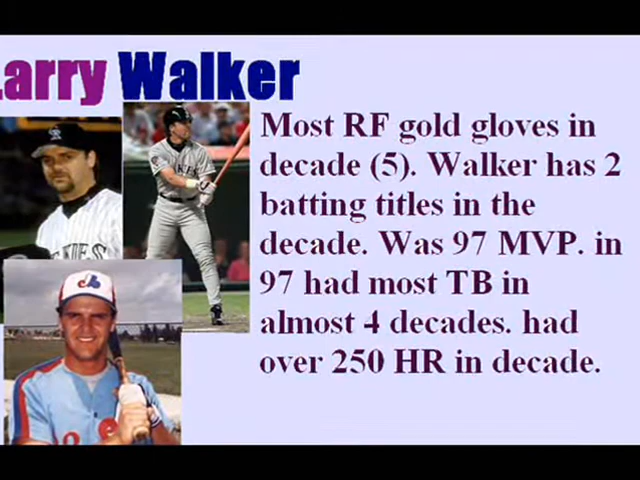 Larry Walker
Most RF gold gloves in
decade (5). Walker has 2
batting titles in the
decade. Was 97 MVP. in
97 had most TB in
almost 4 decades. had
over 250 HR in decade.